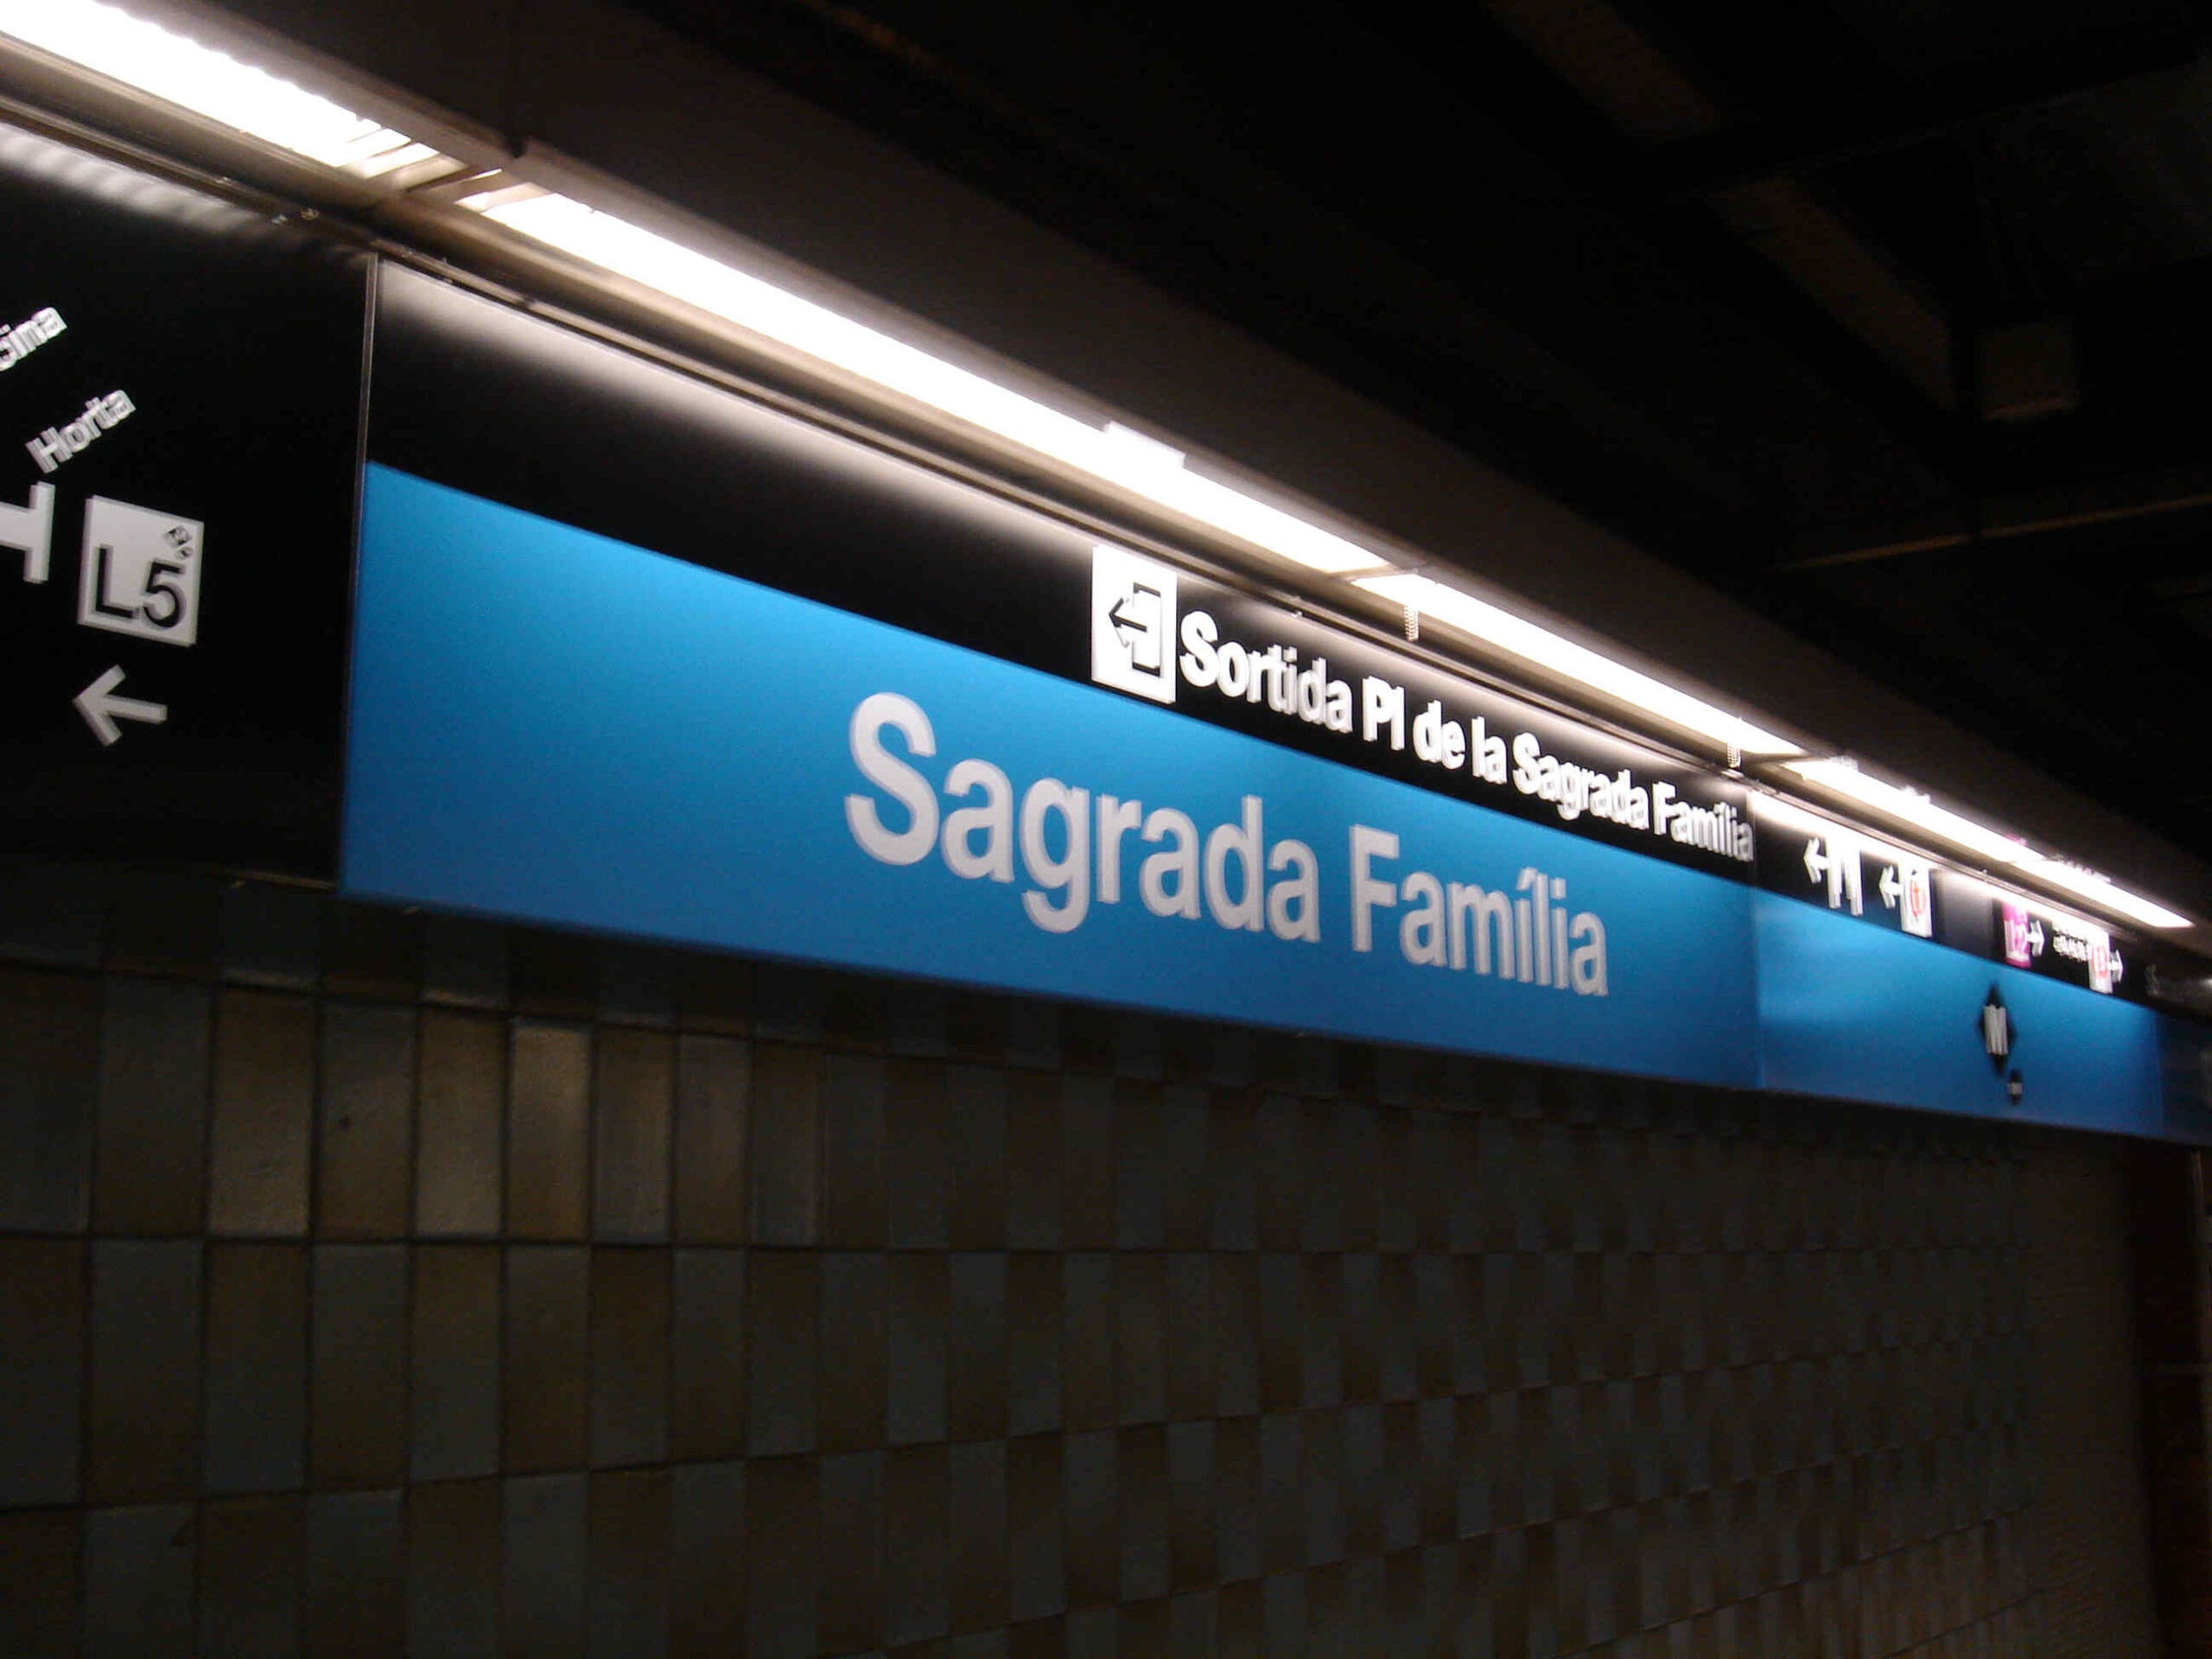 Horta
L5
Sortida Pl de la Sagrada Família
Sagrada Família
L2
M